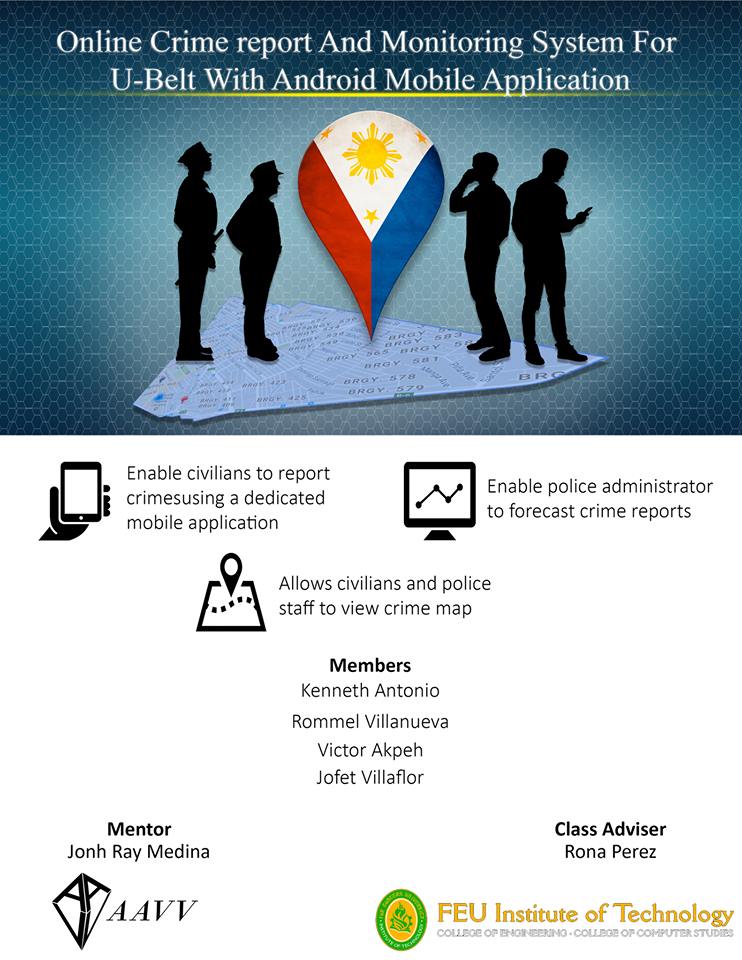 Online Crime report And Monitoring System For
U-Belt With Android Mobile Application
BRGY 583
BRGY 565
BRGY 581
BRGY 578
BRGY 579
BRGY 423
BRGY 425
BRG
Enable civilians to report
crimesusing a dedicated
mobile application
Enable police administrator
to forecast crime reports
Allows civilians and police
staff to view crime map
Members
Kenneth Antonio
Rommel Villanueva
Victor Akpeh
Jofet Villaflor
Mentor
Jonh Ray Medina
Class Adviser
Rona Perez
AAVV
FEU Institute of Technology
COLLEGE OF ENGINEERING • COLLEGE OF COMPUTER STUDIES